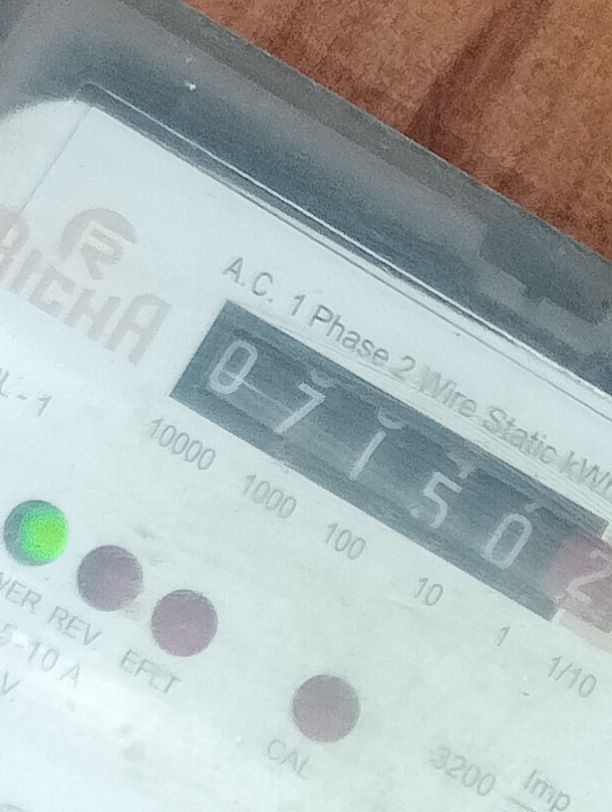 RICHA
A.C. 1 Phase 2 Wire Static kWh
07150 2
10000 1000 100 10 1 1/10
REV. EFLT
5-10 A
V
CAL
3200 Imp